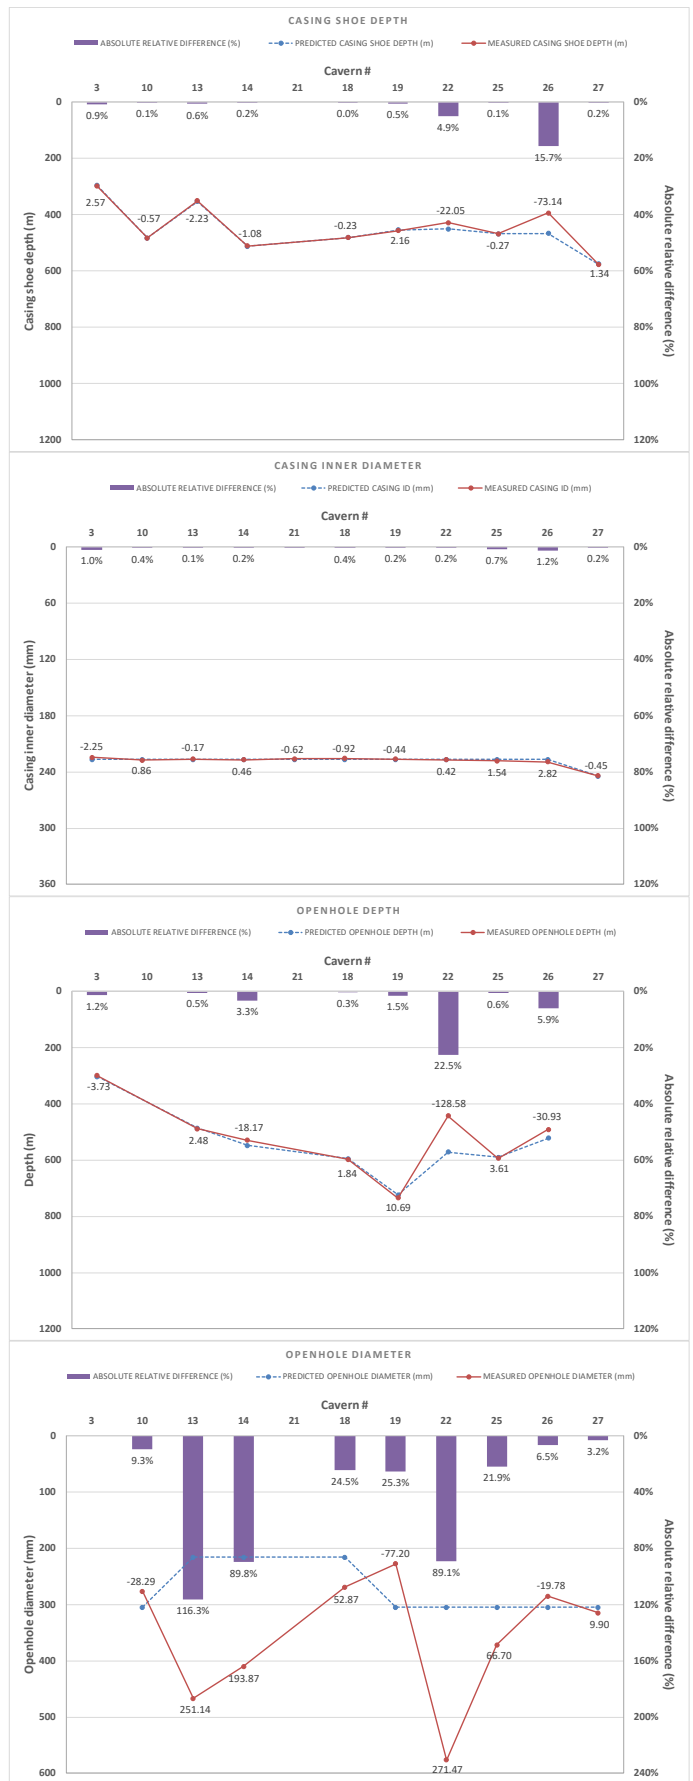 CASING SHOE DEPTH
ABSOLUTE RELATIVE DIFFERENCE (%) PREDICTED CASING SHOE DEPTH (m) MEASURED CASING SHOE DEPTH (m)
Cavern #
3 10 13 14 21 18 19 22 25 26 27
0 0%
0.9% 0.1% 0.6% 0.2% 0.0% 0.5% 4.9% 0.1% 15.7% 0.2%
200 20%
400 40%
600 60%
800 80%
1000 100%
1200 120%
2.57 -0.57 -2.23 -1.08 -0.23 2.16 -22.05 -0.27 -73.14 1.34
Casing shoe depth (m)
Absolute relative difference (%)
CASING INNER DIAMETER
ABSOLUTE RELATIVE DIFFERENCE (%) PREDICTED CASING ID (mm) MEASURED CASING ID (mm)
Cavern #
3 10 13 14 21 18 19 22 25 26 27
0 0%
1.0% 0.4% 0.1% 0.2% 0.4% 0.2% 0.2% 0.7% 1.2% 0.2%
60 20%
120 40%
180 60%
240 80%
300 100%
360 120%
-2.25 0.86 -0.17 0.46 -0.62 -0.92 -0.44 0.42 1.54 2.82 -0.45
Casing inner diameter (mm)
Absolute relative difference (%)
OPENHOLE DEPTH
ABSOLUTE RELATIVE DIFFERENCE (%) PREDICTED OPENHOLE DEPTH (m) MEASURED OPENHOLE DEPTH (m)
Cavern #
3 10 13 14 21 18 19 22 25 26 27
0 0%
1.2% 0.5% 3.3% 0.3% 1.5% 22.5% 0.6% 5.9%
200 20%
400 40%
600 60%
800 80%
1000 100%
1200 120%
-3.73 2.48 -18.17 1.84 10.69 -128.58 3.61 -30.93
Depth (m)
Absolute relative difference (%)
OPENHOLE DIAMETER
ABSOLUTE RELATIVE DIFFERENCE (%) PREDICTED OPENHOLE DIAMETER (mm) MEASURED OPENHOLE DIAMETER (mm)
Cavern #
3 10 13 14 21 18 19 22 25 26 27
0 0%
9.3% 116.3% 89.8% 24.5% 25.3% 89.1% 21.9% 6.5% 3.2%
100 40%
200 80%
300 120%
400 160%
500 200%
600 240%
-28.29 251.14 193.87 52.87 -77.20 271.47 66.70 -19.78 9.90
Openhole diameter (mm)
Absolute relative difference (%)